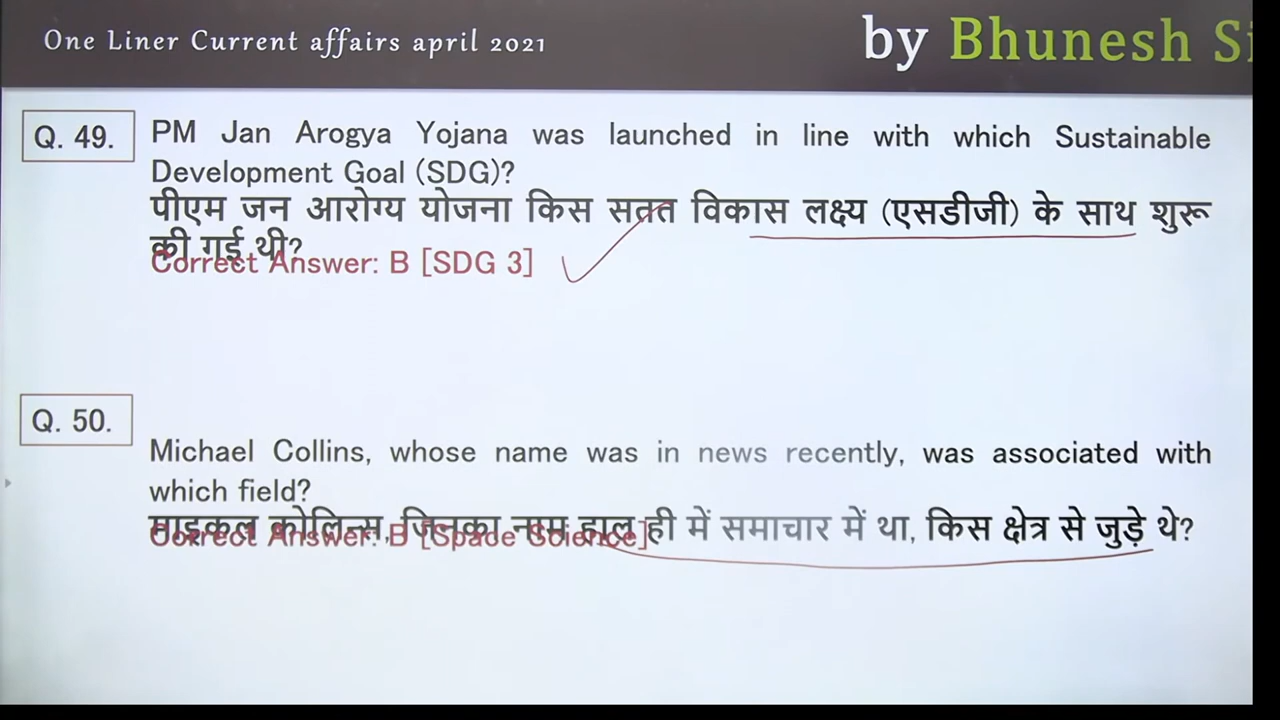 One Liner Current affairs april 2021
by Bhunesh Si
Q. 49.
PM Jan Arogya Yojana was launched in line with which Sustainable
Development Goal (SDG)?
पीएम जन आरोग्य योजना किस सतत विकास लक्ष्य (एसडीजी) के साथ शुरू
की गई थी?
Correct Answer: B [SDG 3]
Q. 50.
Michael Collins, whose name was in news recently, was associated with
which field?
माइकल कोलिन्स, जिनका नाम हाल ही में समाचार में था, किस क्षेत्र से जुड़े थे?
Correct Answer: B [Space Science]